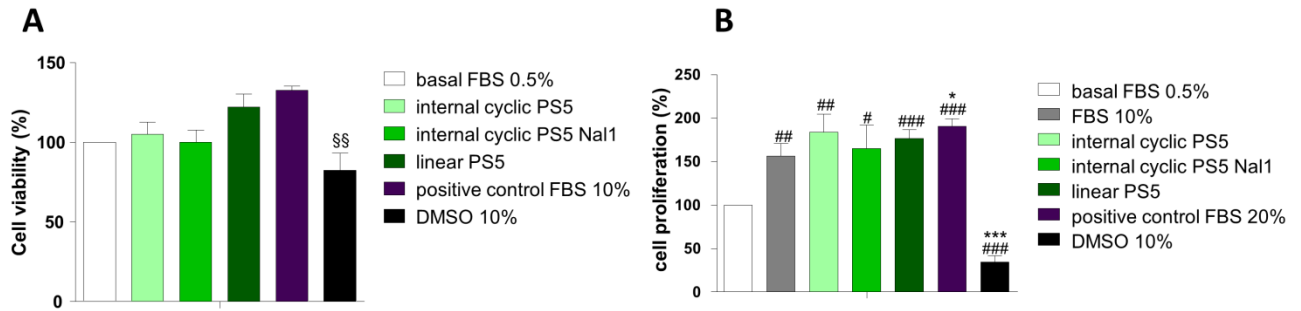 A
Cell viability (%)
150
100
50
0
§§
basal FBS 0.5%
internal cyclic PS5
internal cyclic PS5 Nal1
linear PS5
positive control FBS 10%
DMSO 10%
B
cell proliferation (%)
250
200
150
100
50
0
##
##
#
###
*
###
***
###
basal FBS 0.5%
FBS 10%
internal cyclic PS5
internal cyclic PS5 Nal1
linear PS5
positive control FBS 20%
DMSO 10%